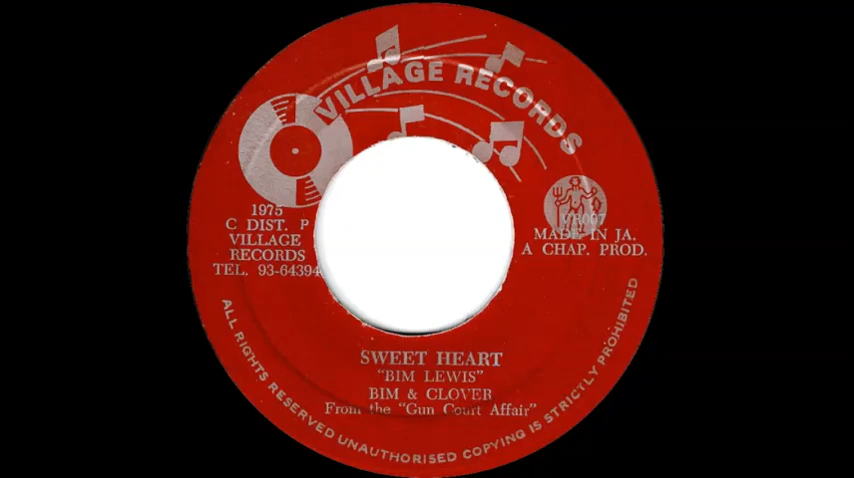 VILLAGE RECORDS
1975
C DIST. P
VILLAGE
RECORDS
TEL. 93-64394
VR007
MADE IN JA.
A CHAP. PROD.
SWEET HEART
"BIM LEWIS"
BIM & CLOVER
From the "Gun Court Affair"
ALL RIGHTS RESERVED UNAUTHORISED COPYING IS STRICTLY PROHIBITED